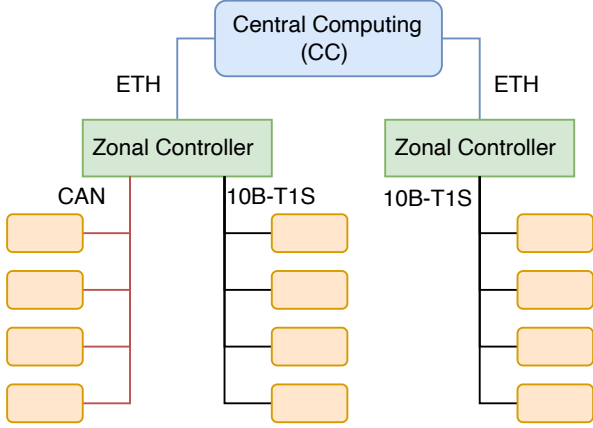 Central Computing
(CC)
ETH
ETH
Zonal Controller
Zonal Controller
CAN
10B-T1S
10B-T1S